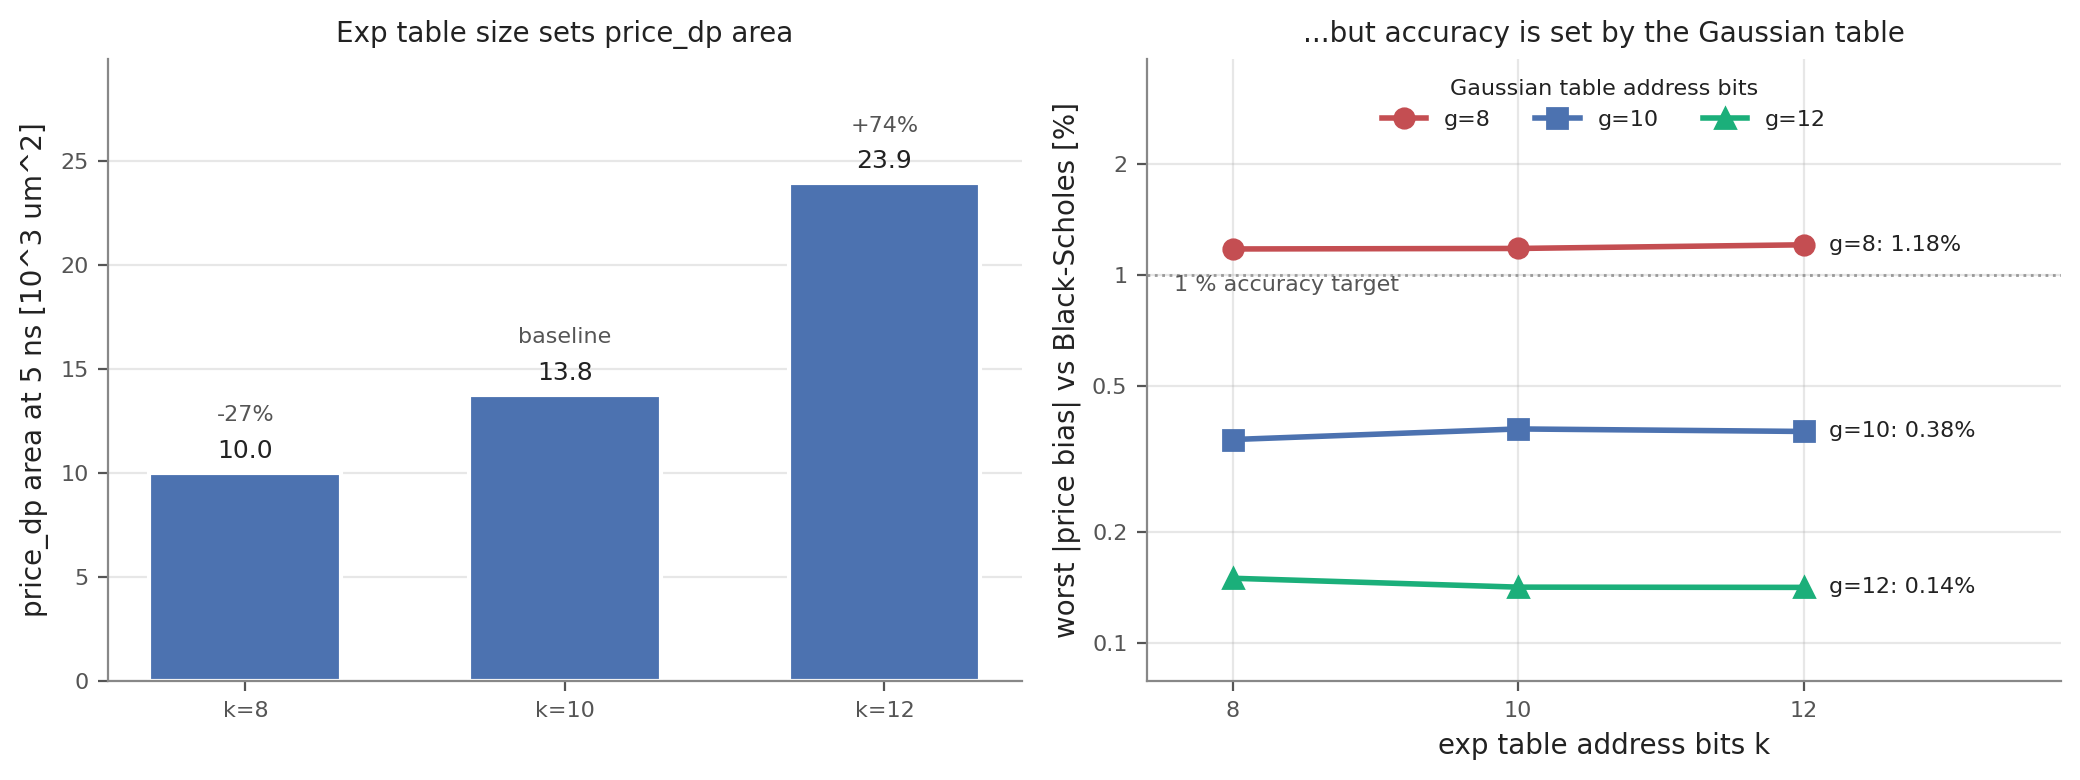 Exp table size sets price_dp area
price_dp area at 5 ns [10^3 um^2]
25
20
15
10
5
0
-27%
10.0
baseline
13.8
+74%
23.9
k=8
k=10
k=12
...but accuracy is set by the Gaussian table
worst |price bias| vs Black-Scholes [%]
Gaussian table address bits
g=8 g=10 g=12
2
1
0.5
0.2
0.1
1 % accuracy target
g=8: 1.18%
g=10: 0.38%
g=12: 0.14%
8
10
12
exp table address bits k